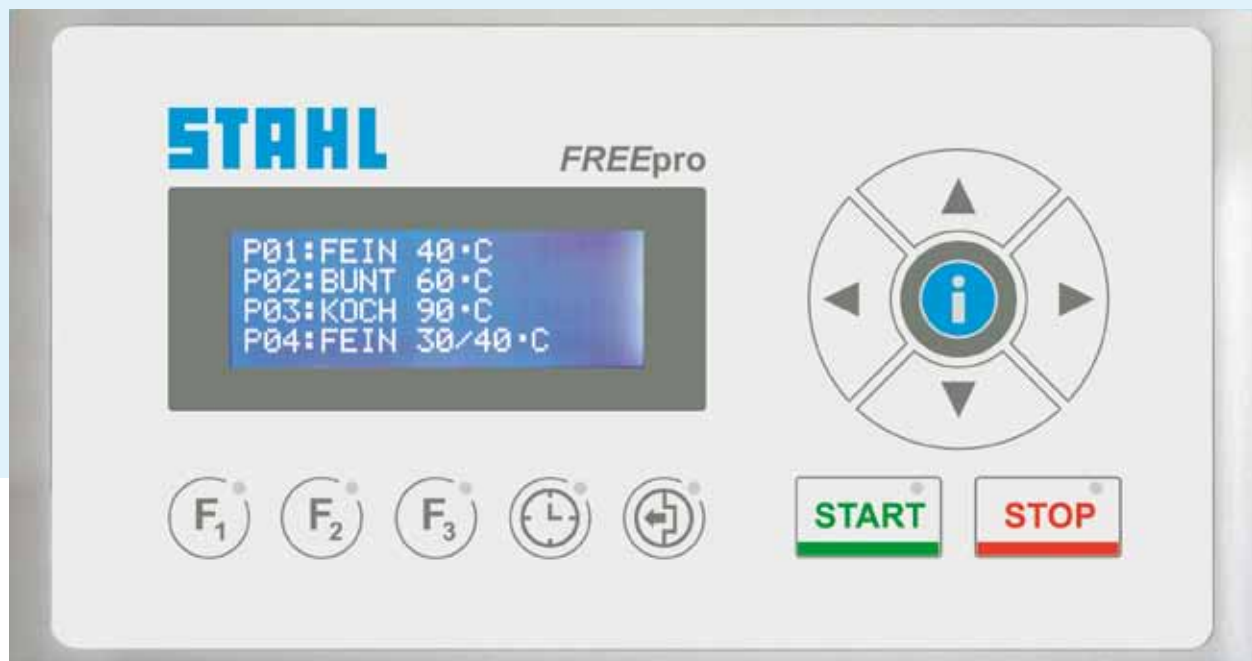 STAHL
FREEpro
P01:FEIN 40°C
P02:BUNT 60°C
P03:KOCH 90°C
P04:FEIN 30/40°C
i
F1 F2 F3
START STOP